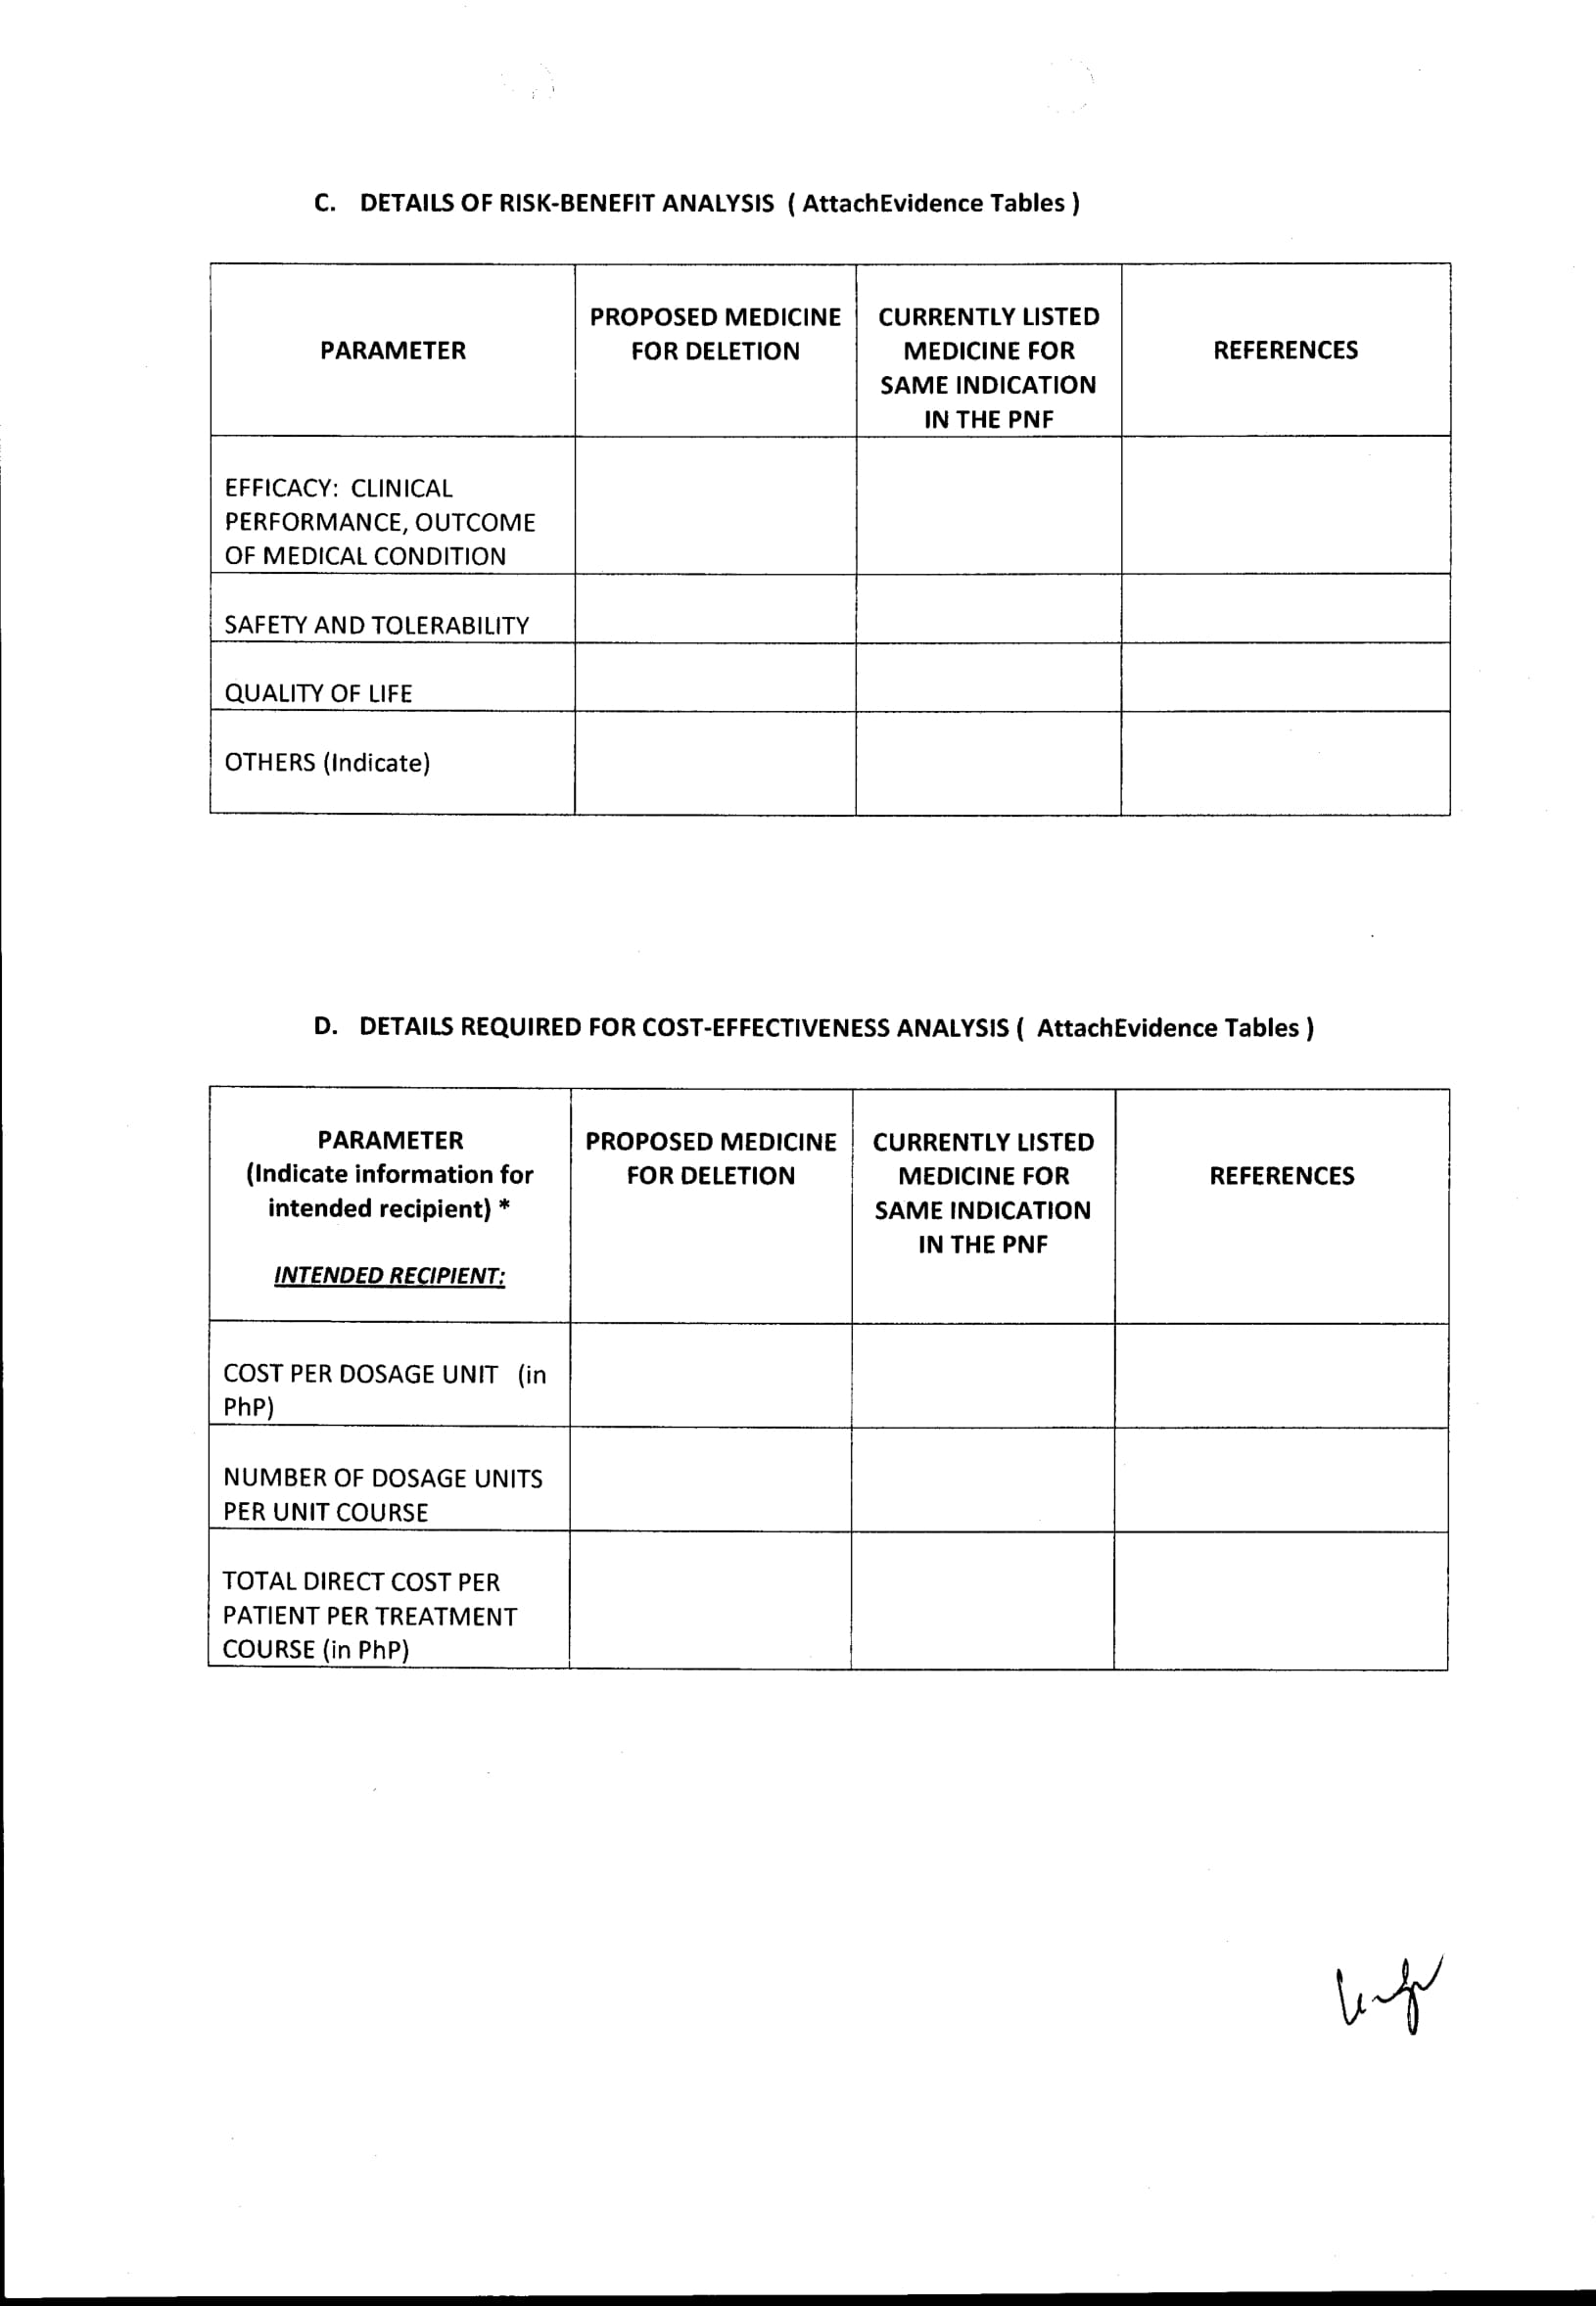 C. DETAILS OF RISK-BENEFIT ANALYSIS ( AttachEvidence Tables )
PARAMETER
PROPOSED MEDICINE
FOR DELETION
CURRENTLY LISTED
MEDICINE FOR
SAME INDICATION
IN THE PNF
REFERENCES
EFFICACY: CLINICAL
PERFORMANCE, OUTCOME
OF MEDICAL CONDITION
SAFETY AND TOLERABILITY
QUALITY OF LIFE
OTHERS (Indicate)
D. DETAILS REQUIRED FOR COST-EFFECTIVENESS ANALYSIS ( AttachEvidence Tables )
PARAMETER
(Indicate information for
intended recipient) *
INTENDED RECIPIENT:
PROPOSED MEDICINE
FOR DELETION
CURRENTLY LISTED
MEDICINE FOR
SAME INDICATION
IN THE PNF
REFERENCES
COST PER DOSAGE UNIT (in
PhP)
NUMBER OF DOSAGE UNITS
PER UNIT COURSE
TOTAL DIRECT COST PER
PATIENT PER TREATMENT
COURSE (in PhP)